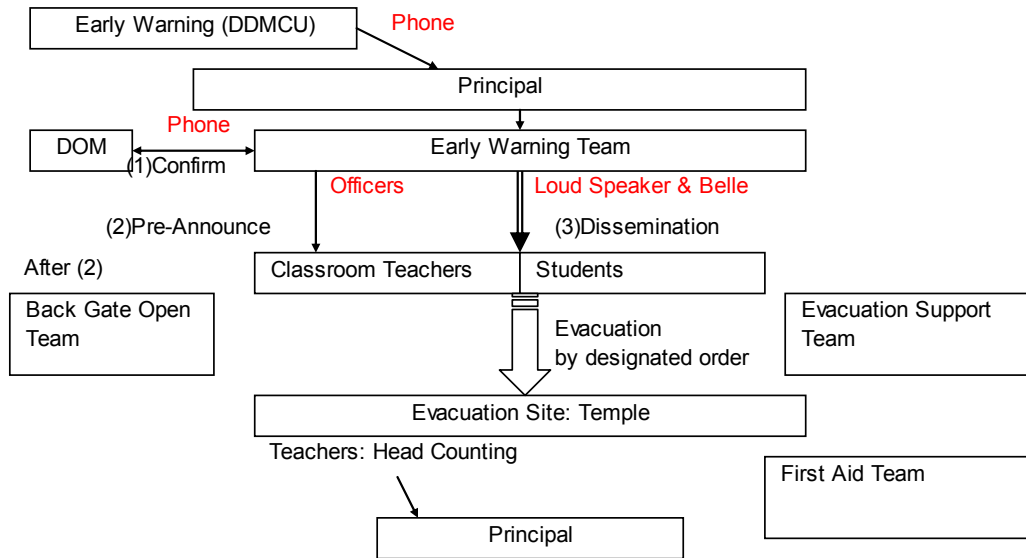 Early Warning (DDMCU)
Phone
Principal
Phone
DOM
Early Warning Team
(1)Confirm
Officers
Loud Speaker & Belle
(2)Pre-Announce
(3)Dissemination
After (2)
Classroom Teachers
Students
Back Gate Open
Team
Evacuation Support
Team
Evacuation
by designated order
Evacuation Site: Temple
Teachers: Head Counting
First Aid Team
Principal